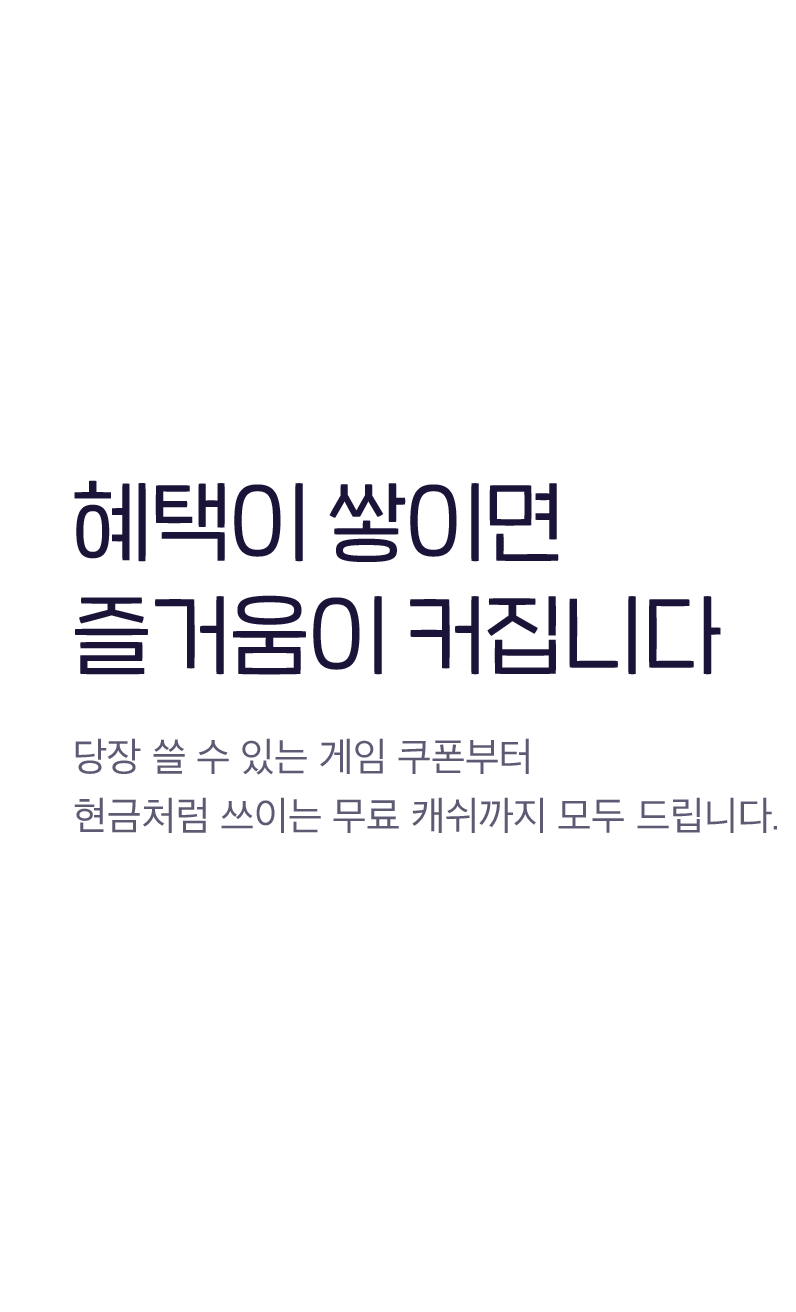 혜택이 쌓이면
즐거움이 커집니다
당장 쓸 수 있는 게임 쿠폰부터
현금처럼 쓰이는 무료 캐쉬까지 모두 드립니다.